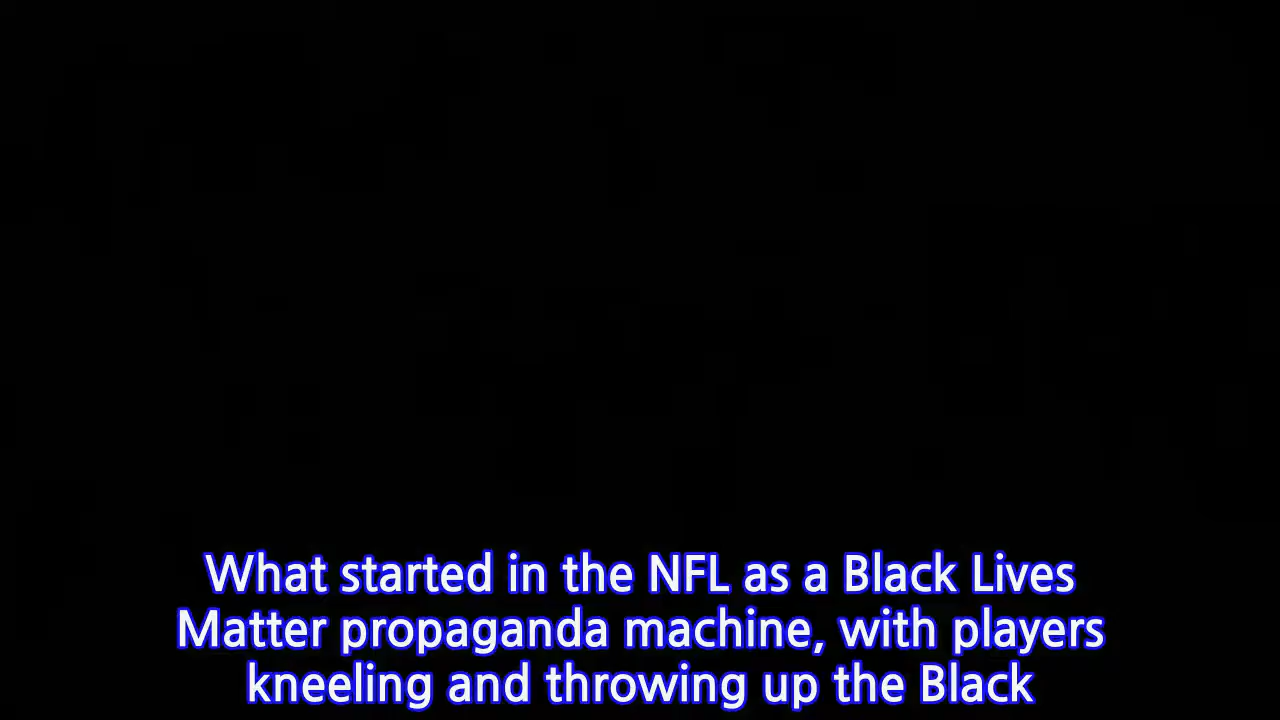 What started in the NFL as a Black Lives
Matter propaganda machine, with players
kneeling and throwing up the Black